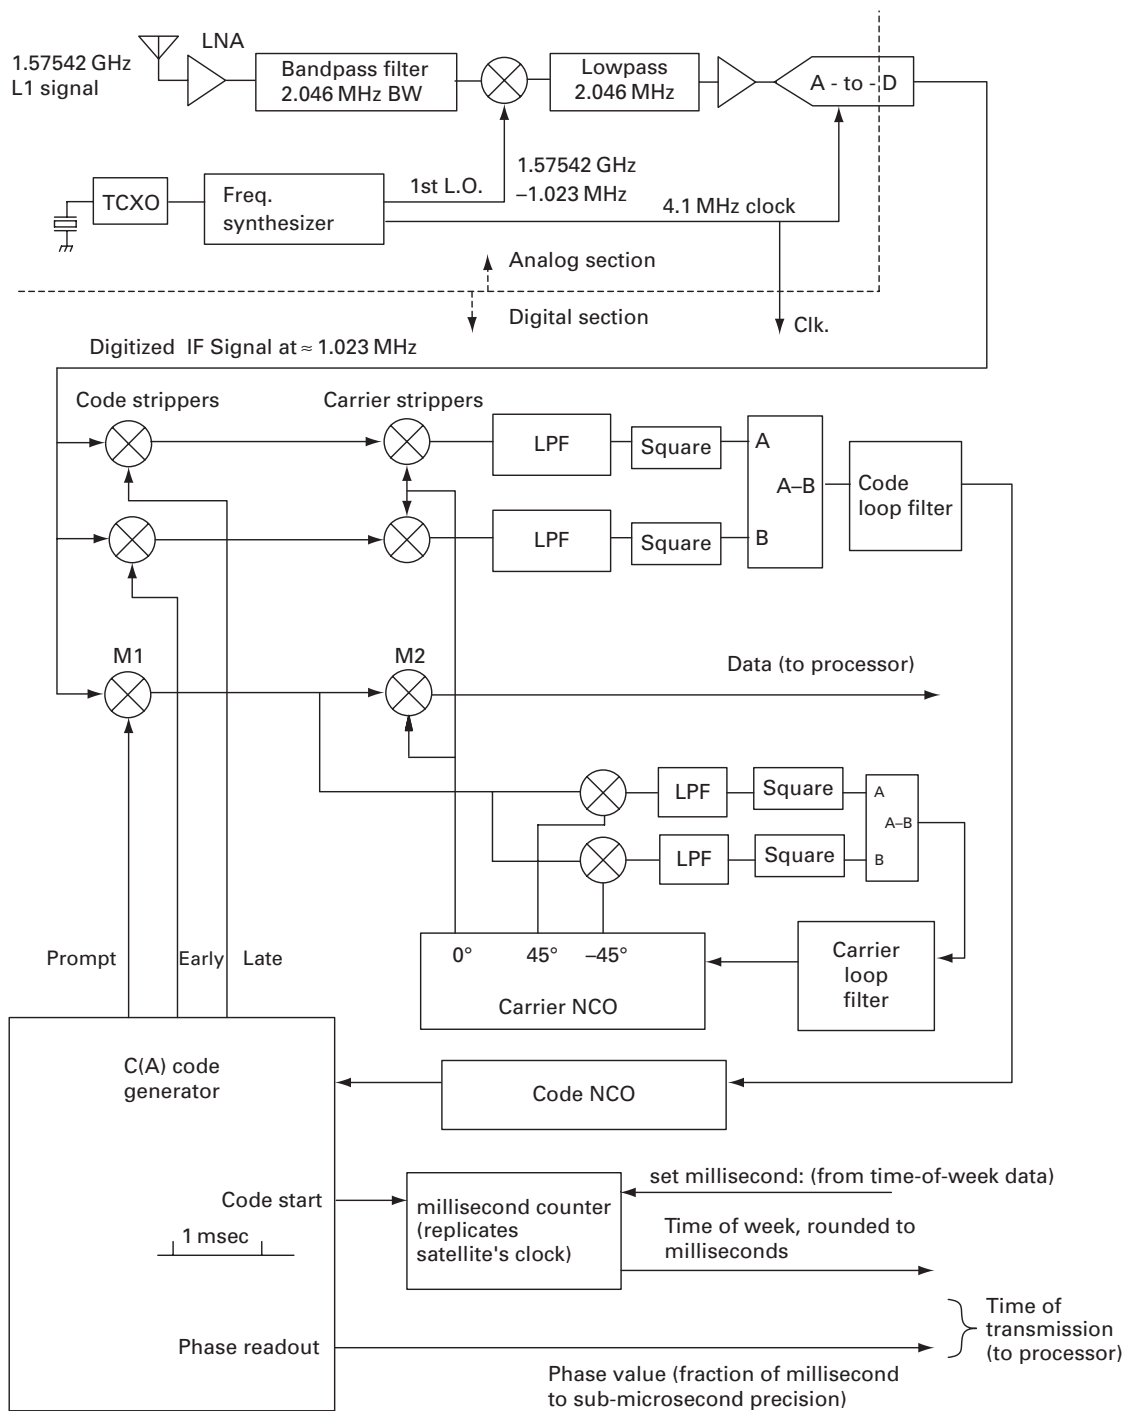 LNA
1.57542 GHz
L1 signal
Bandpass filter
2.046 MHz BW
Lowpass
2.046 MHz
A - to - D
1.57542 GHz
–1.023 MHz
1st L.O.
TCXO
Freq.
synthesizer
4.1 MHz clock
Analog section
Digital section
Clk.
Digitized IF Signal at ≈ 1.023 MHz
Code strippers
Carrier strippers
LPF
Square
A
A–B
B
Code
loop filter
LPF
Square
M1
M2
Data (to processor)
LPF
Square
A
A–B
B
LPF
Square
Prompt
Early
Late
0°
45°
–45°
Carrier NCO
Carrier
loop
filter
C(A) code
generator
Code NCO
Code start
1 msec
millisecond counter
(replicates
satellite's clock)
set millisecond: (from time-of-week data)
Time of week, rounded to
milliseconds
Time of
transmission
(to processor)
Phase readout
Phase value (fraction of millisecond
to sub-microsecond precision)